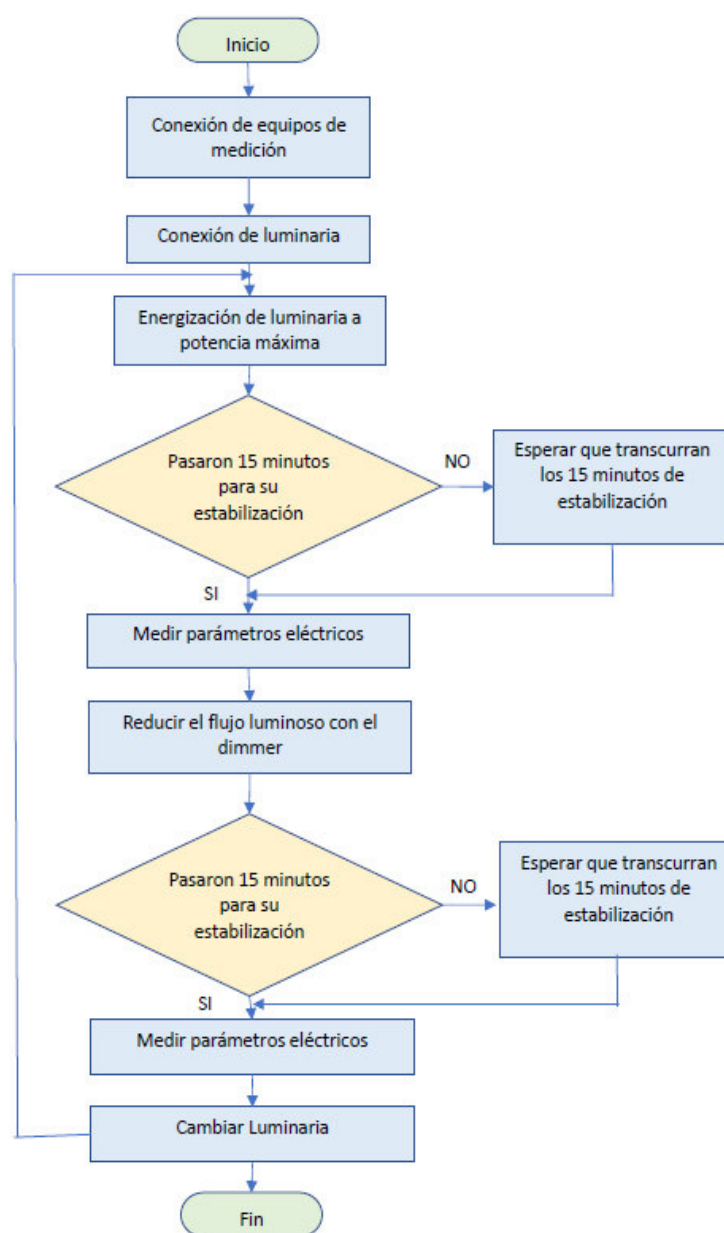 Inicio
Conexión de equipos de
medición
Conexión de luminaria
Energización de luminaria a
potencia máxima
Pasaron 15 minutos
para su
estabilización
NO
Esperar que transcurran
los 15 minutos de
estabilización
SI
Medir parámetros eléctricos
Reducir el flujo luminoso con el
dimmer
Pasaron 15 minutos
para su
estabilización
NO
Esperar que transcurran
los 15 minutos de
estabilización
SI
Medir parámetros eléctricos
Cambiar Luminaria
Fin